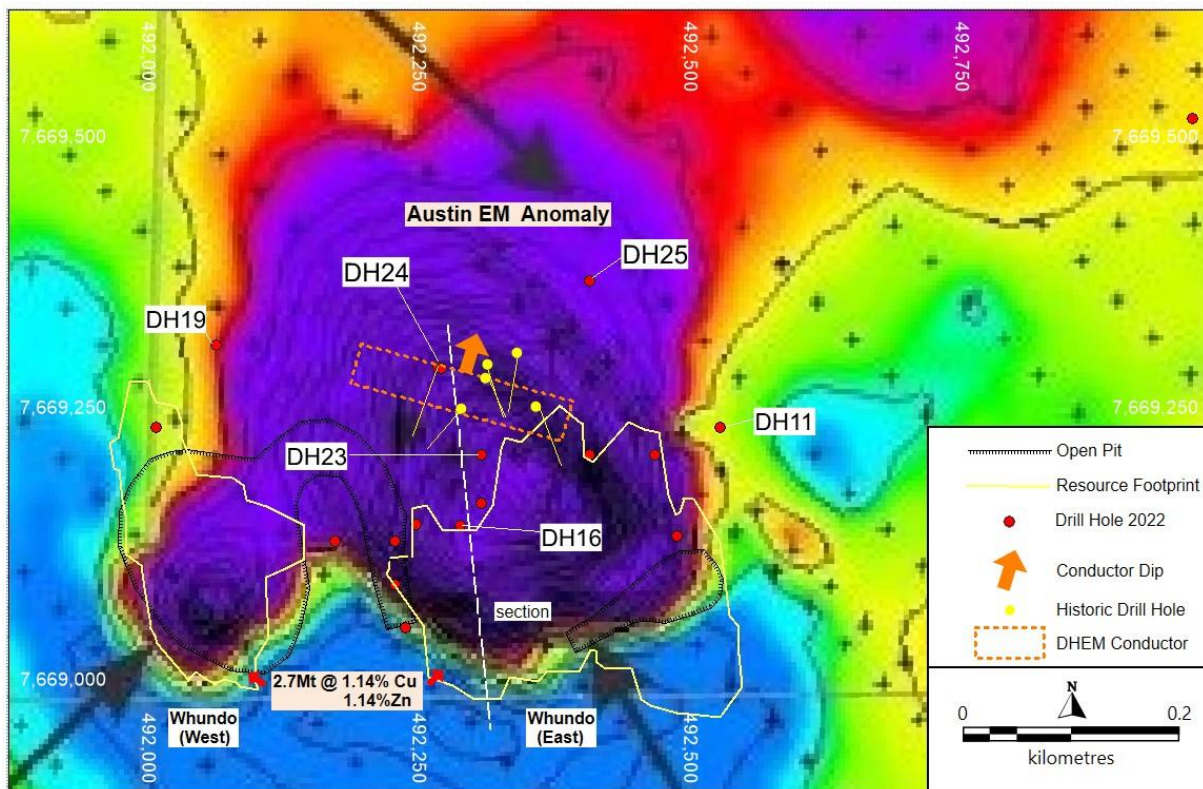 492,000
492,250
492,500
492,750
7,669,500
7,669,500
Austin EM Anomaly
DH25
DH24
DH19
7,669,250
7,669,250
DH11
DH23
DH16
section
2.7Mt @ 1.14% Cu
1.14%Zn
7,669,000
Whundo
(West)
Whundo
(East)
492,000
492,250
492,500
Open Pit
Resource Footprint
Drill Hole 2022
Conductor Dip
Historic Drill Hole
DHEM Conductor
N
0
0.2
kilometres